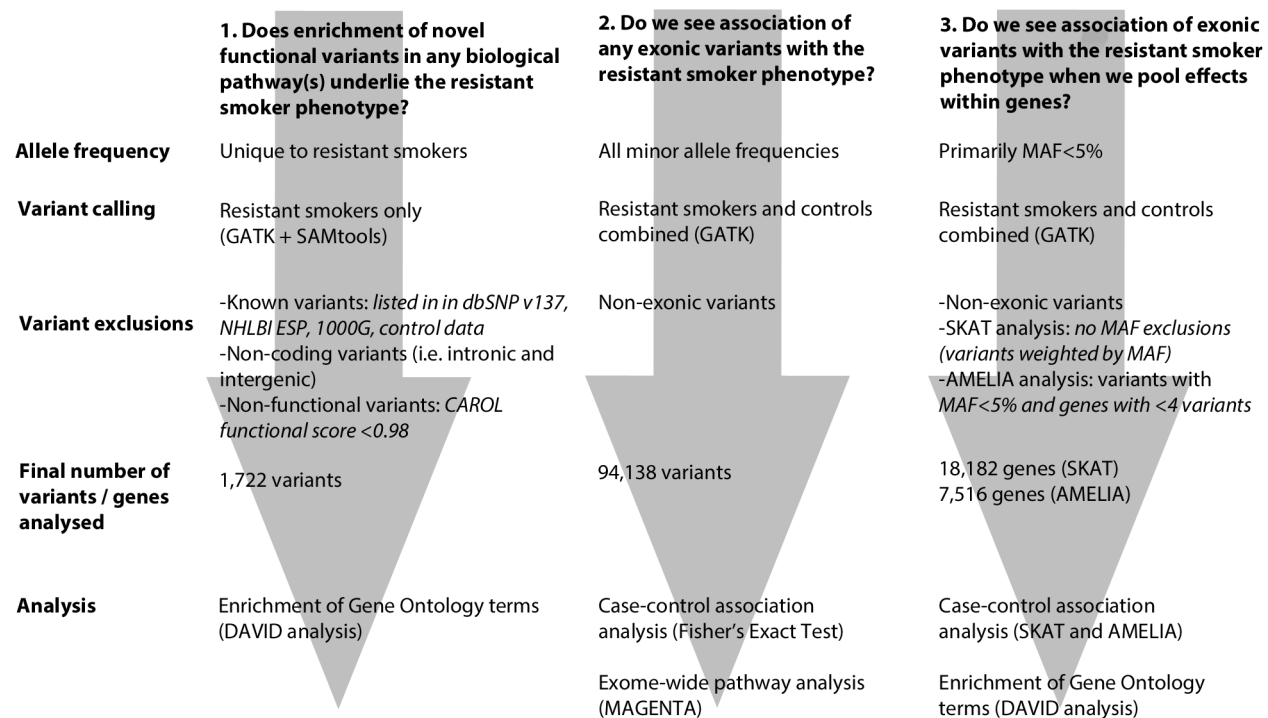 1. Does enrichment of novel
functional variants in any biological
pathway(s) underlie the resistant
smoker phenotype?
2. Do we see association of
any exonic variants with the
resistant smoker phenotype?
3. Do we see association of exonic
variants with the resistant smoker
phenotype when we pool effects
within genes?
Allele frequency
Unique to resistant smokers
All minor allele frequencies
Primarily MAF<5%
Variant calling
Resistant smokers only
(GATK + SAMtools)
Resistant smokers and controls
combined (GATK)
Resistant smokers and controls
combined (GATK)
Variant exclusions
-Known variants: listed in in dbSNP v137,
NHLBI ESP, 1000G, control data
-Non-coding variants (i.e. intronic and
intergenic)
-Non-functional variants: CAROL
functional score <0.98
Non-exonic variants
-Non-exonic variants
-SKAT analysis: no MAF exclusions
(variants weighted by MAF)
-AMELIA analysis: variants with
MAF<5% and genes with <4 variants
Final number of
variants / genes
analysed
1,722 variants
94,138 variants
18,182 genes (SKAT)
7,516 genes (AMELIA)
Analysis
Enrichment of Gene Ontology terms
(DAVID analysis)
Case-control association
analysis (Fisher's Exact Test)
Exome-wide pathway analysis
(MAGENTA)
Case-control association
analysis (SKAT and AMELIA)
Enrichment of Gene Ontology
terms (DAVID analysis)